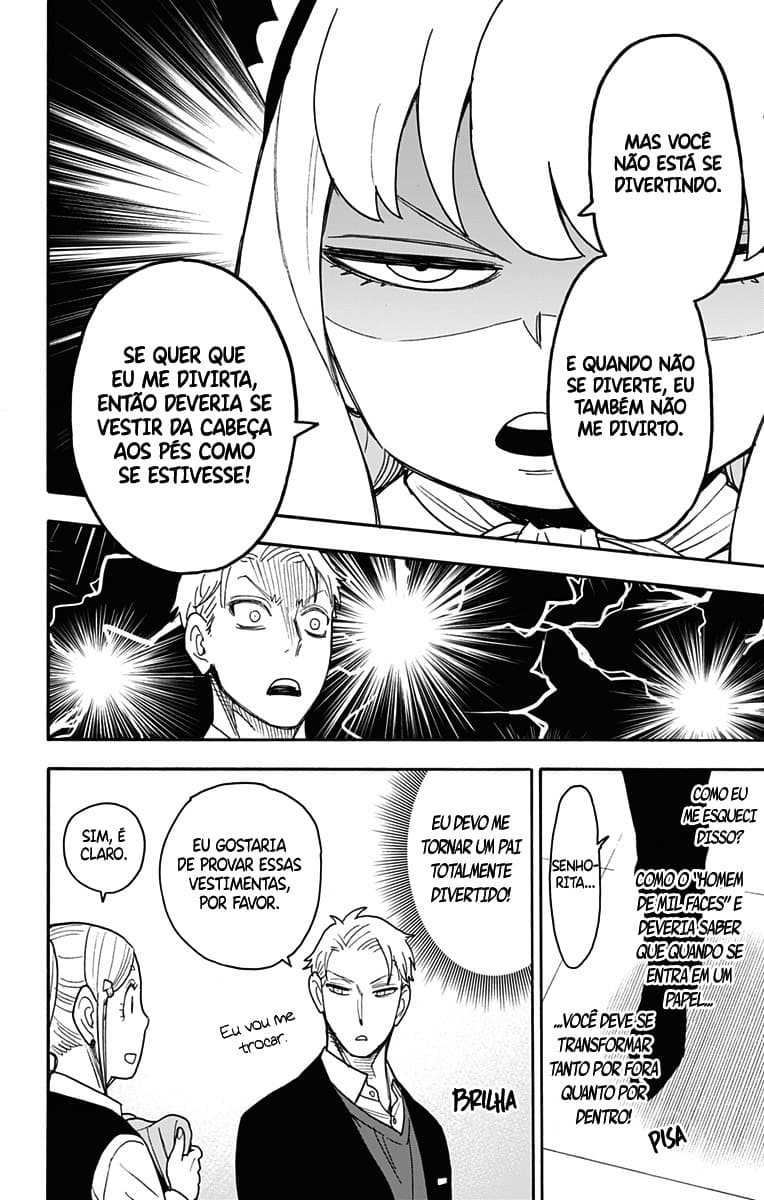 MAS VOCÊ
NÃO ESTÁ SE
DIVERTINDO.
E QUANDO NÃO
SE DIVERTE, EU
TAMBÉM NÃO
ME DIVIRTO.
SE QUER QUE
EU ME DIVIRTA,
ENTÃO DEVERIA SE
VESTIR DA CABEÇA
AOS PÉS COMO
SE ESTIVESSE!
COMO EU
ME ESQUECI
DISSO?
COMO O "HOMEM
DE MIL FACES" E
DEVERIA SABER
QUE QUANDO SE
ENTRA EM UM
PAPEL...
...VOCÊ DEVE SE
TRANSFORMAR
TANTO POR FORA
QUANTO POR
DENTRO!
PISA
SENHO-
RITA...
EU DEVO ME
TORNAR UM PAI
TOTALMENTE
DIVERTIDO!
EU GOSTARIA
DE PROVAR ESSAS
VESTIMENTAS,
POR FAVOR.
Eu vou me
trocar.
BRILHA
SIM, É
CLARO.